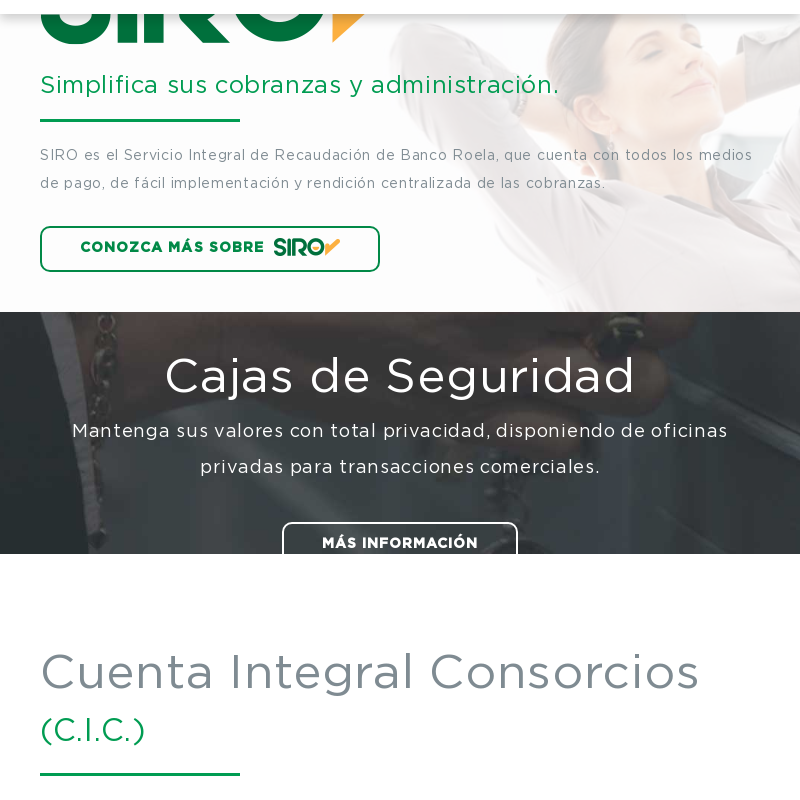 SIRO
Simplifica sus cobranzas y administración.
SIRO es el Servicio Integral de Recaudación de Banco Roela, que cuenta con todos los medios
de pago, de fácil implementación y rendición centralizada de las cobranzas.
CONOZCA MÁS SOBRE SIRO
Cajas de Seguridad
Mantenga sus valores con total privacidad, disponiendo de oficinas
privadas para transacciones comerciales.
MÁS INFORMACIÓN
Cuenta Integral Consorcios
(C.I.C.)